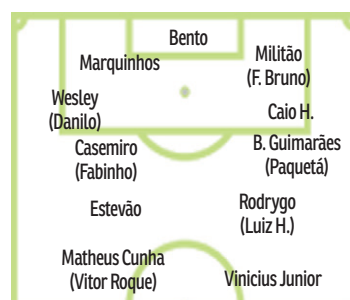 Bento
Marquinhos
Militão
(F. Bruno)
Wesley
(Danilo)
Caio H.
Casemiro
(Fabinho)
B. Guimarães
(Paquetá)
Estevão
Rodrygo
(Luiz H.)
Matheus Cunha
(Vitor Roque)
Vinicius Junior